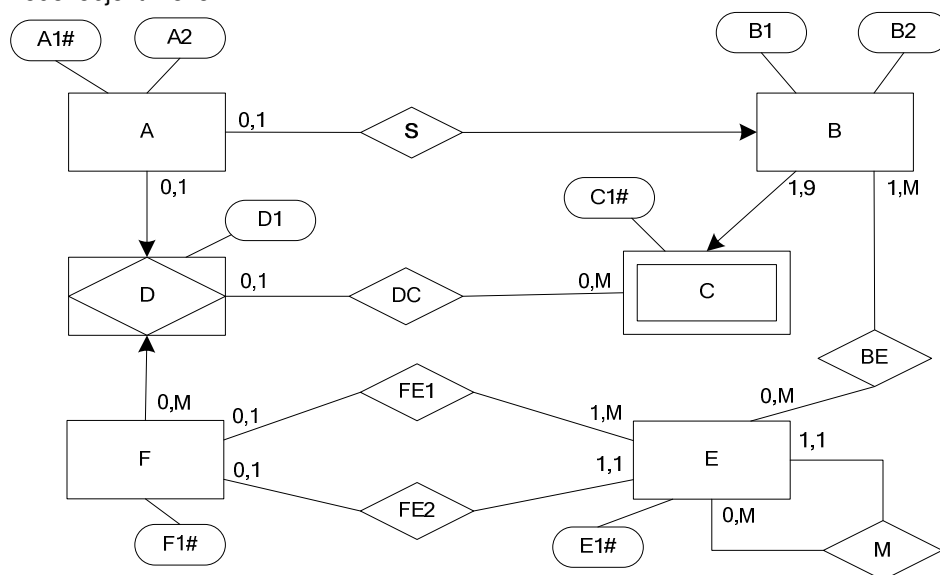 A1#
A2
B1
B2
A
0,1
S
B
0,1
1,9
1,M
C1#
D1
D
0,1
DC
0,M
C
BE
0,M
0,1
FE1
1,M
0,M
F
E
1,1
0,1
FE2
1,1
0,M
F1#
E1#
M